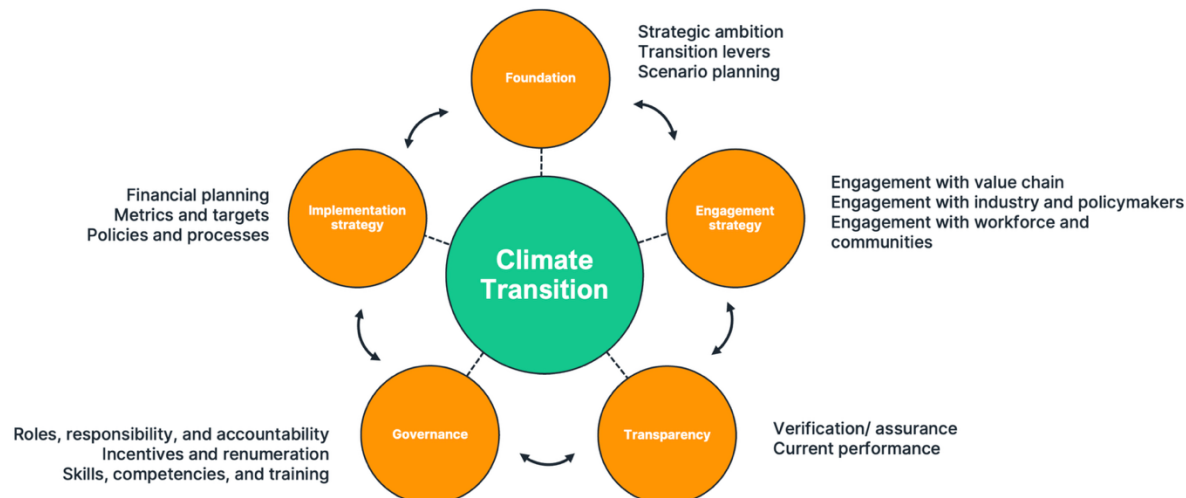 Foundation
Strategic ambition
Transition levers
Scenario planning
Financial planning
Metrics and targets
Policies and processes
Implementation
strategy
Climate
Transition
Engagement
strategy
Engagement with value chain
Engagement with industry and policymakers
Engagement with workforce and
communities
Roles, responsibility, and accountability
Incentives and renumeration
Skills, competencies, and training
Governance
Transparency
Verification/ assurance
Current performance